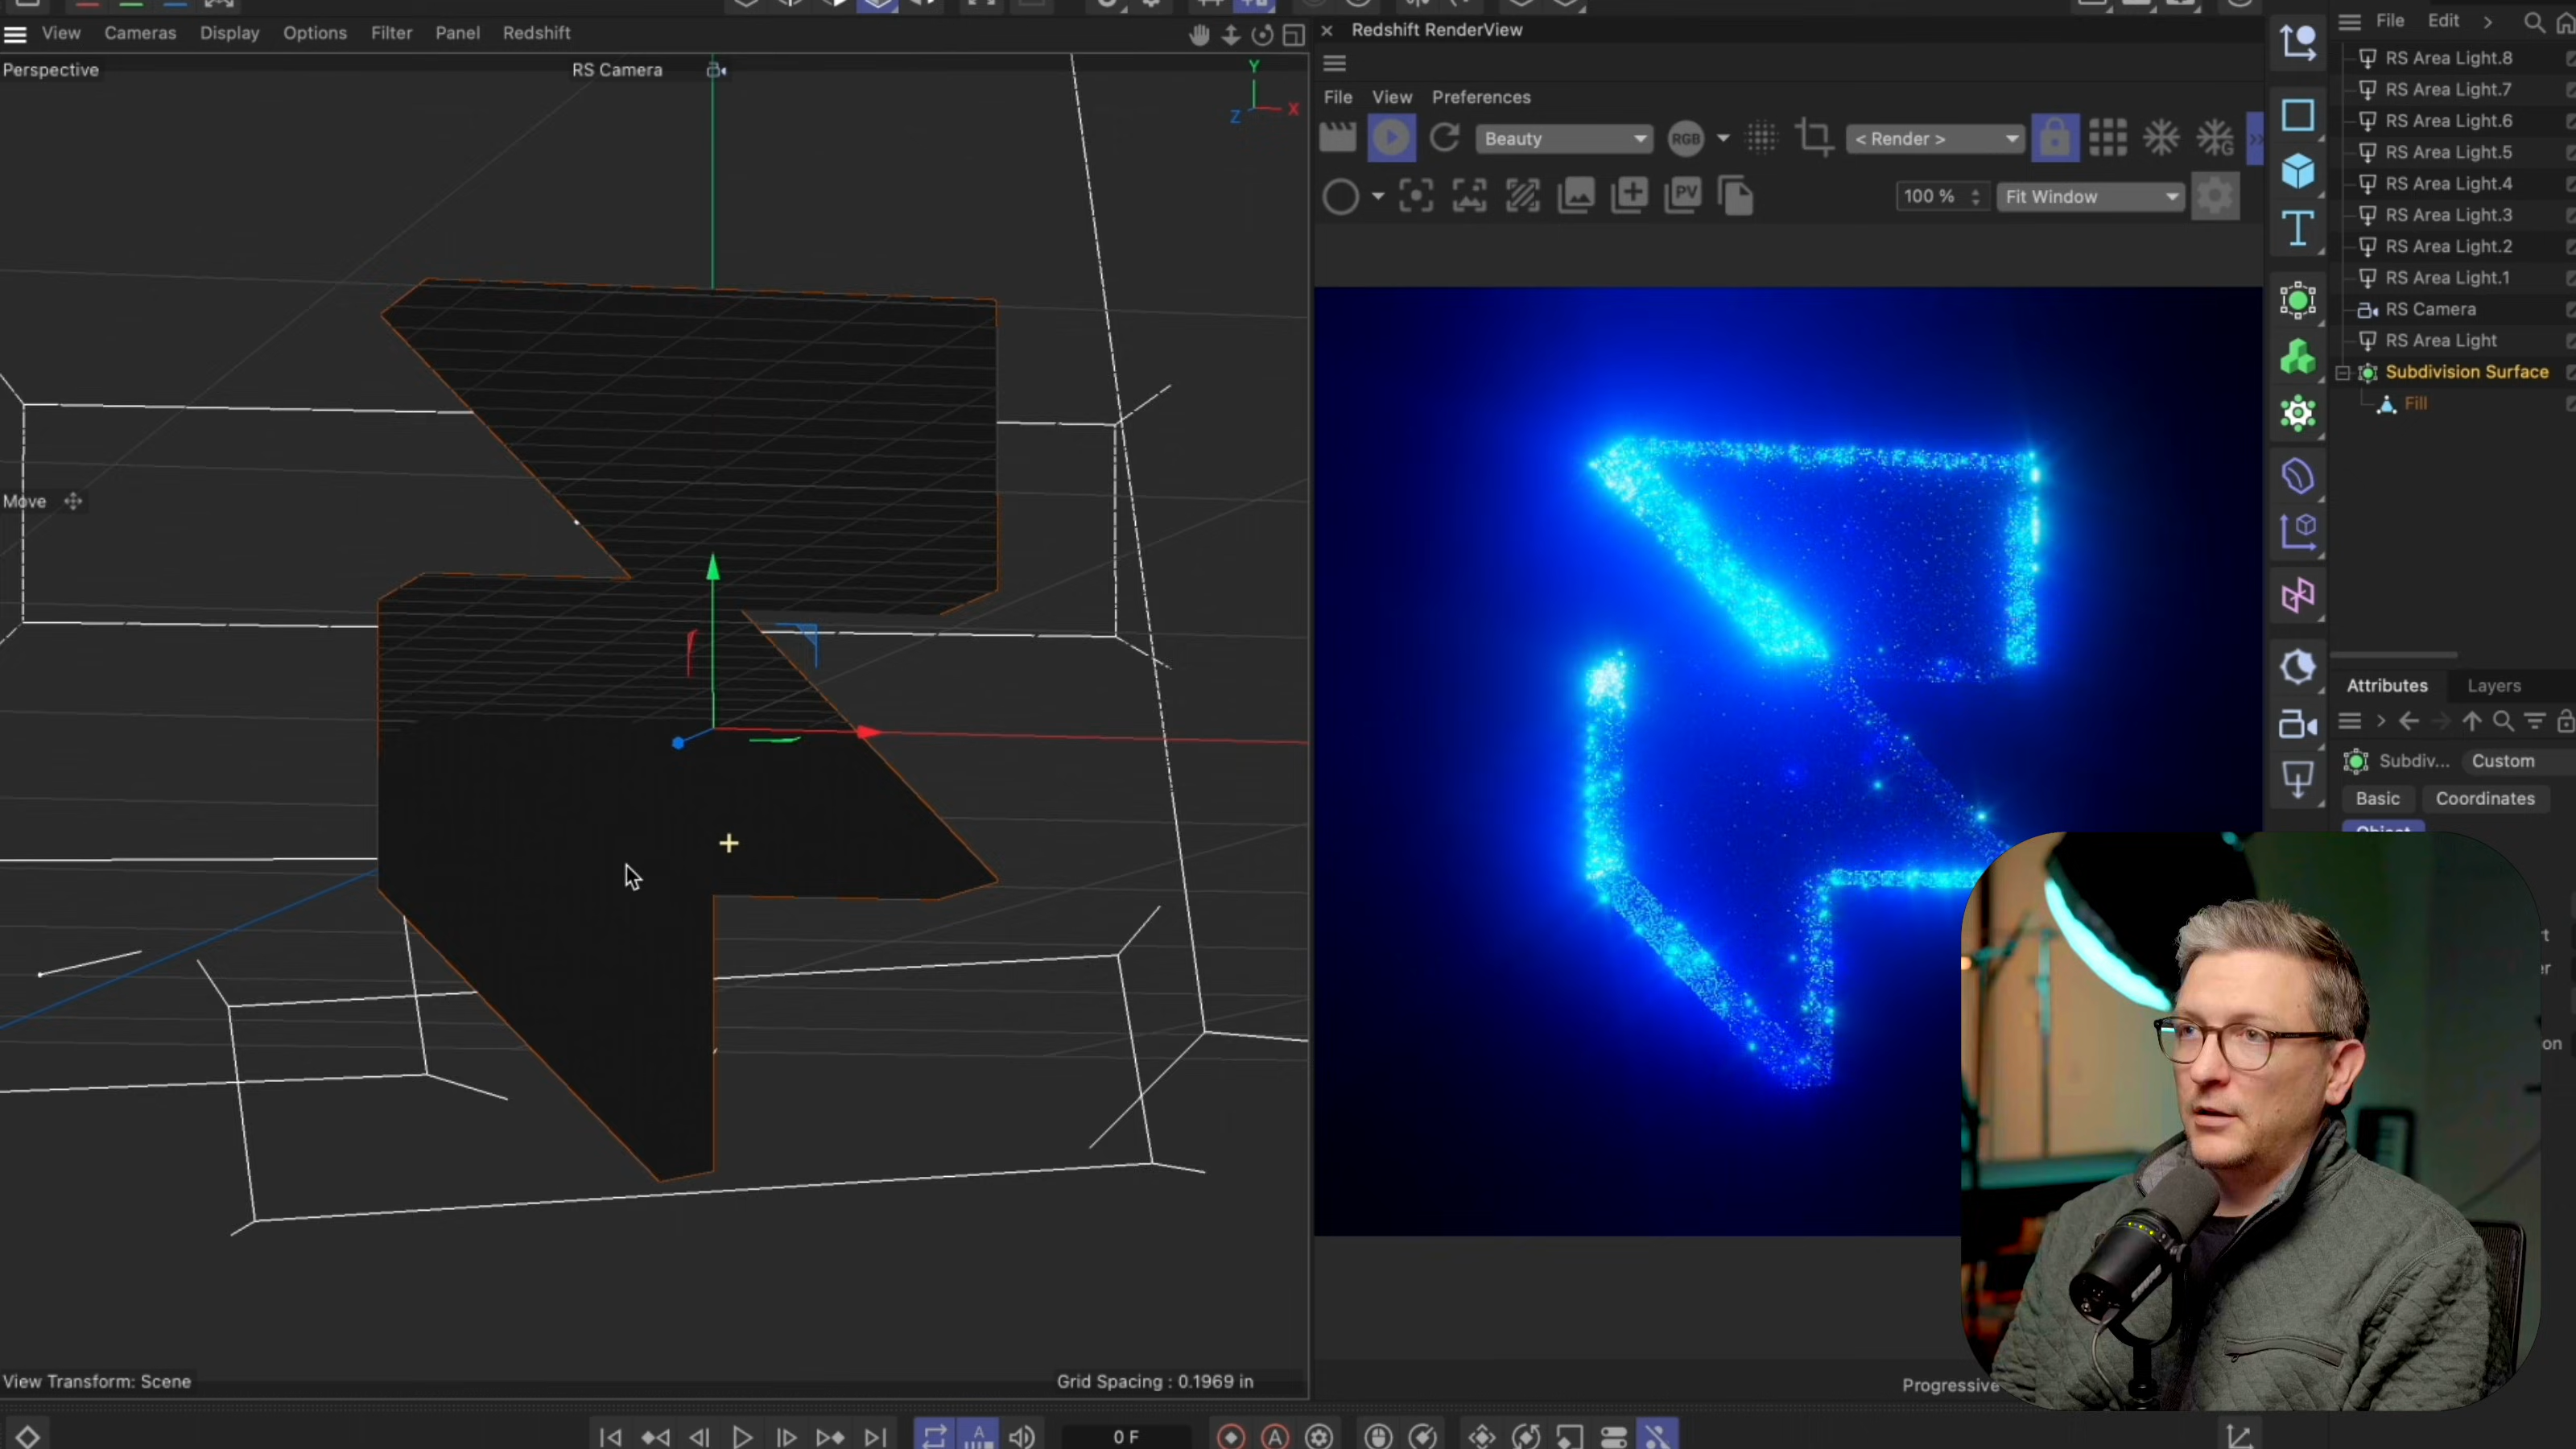 View Cameras Display Options Filter Panel Redshift
Perspective
RS Camera
Y
X
Z
Move
View Transform: Scene
Grid Spacing : 0.1969 in
0 F
A
A
Redshift RenderView
File View Preferences
Beauty
RGB
< Render >
G
PV
100 %
Fit Window
Progressive
T
File Edit
RS Area Light.8
RS Area Light.7
RS Area Light.6
RS Area Light.5
RS Area Light.4
RS Area Light.3
RS Area Light.2
RS Area Light.1
RS Camera
RS Area Light
Subdivision Surface
Fill
Attributes Layers
Subdiv... Custom
Basic Coordinates
Object
on